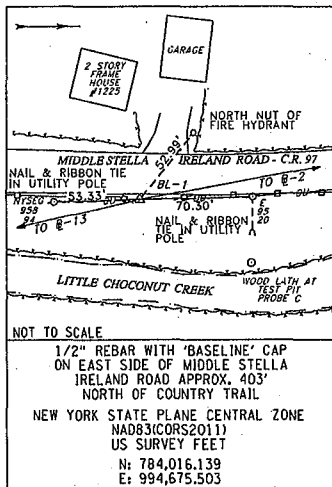 GARAGE
2 STORY
FRAME
HOUSE
#1225
NORTH NUT OF
FIRE HYDRANT
52.99'
MIDDLE STELLA IRELAND ROAD - C.R. 97
NAIL & RIBBON TIE
IN UTILITY POLE
BL-1
TO BL-2
53.33'
70.30'
NYSEG
958
94
E
95
20
TO BL-13
NAIL & RIBBON
TIE IN UTILITY
POLE
LITTLE CHOCONUT CREEK
WOOD LATH AT
TEST PIT
PROBE C
NOT TO SCALE
1/2" REBAR WITH 'BASELINE' CAP
ON EAST SIDE OF MIDDLE STELLA
IRELAND ROAD APPROX. 403'
NORTH OF COUNTRY TRAIL
NEW YORK STATE PLANE CENTRAL ZONE
NAD83(CORS2011)
US SURVEY FEET
N: 784,016.139
E: 994,675.503